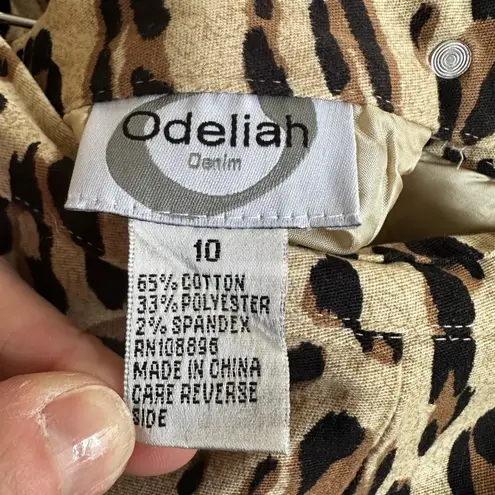 Odeliah
Denim
10
65% COTTON
33% POLYESTER
2% SPANDEX
RN108896
MADE IN CHINA
CARE REVERSE
SIDE